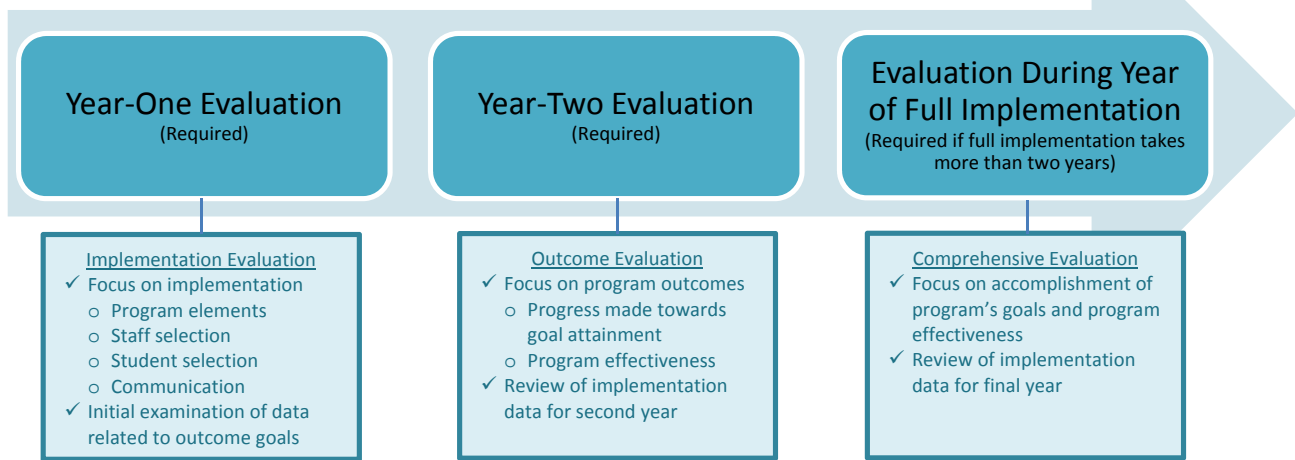 Year-One Evaluation
(Required)
Year-Two Evaluation
(Required)
Evaluation During Year
of Full Implementation
(Required if full implementation takes
more than two years)
Implementation Evaluation
✓ Focus on implementation
o Program elements
o Staff selection
o Student selection
o Communication
✓ Initial examination of data
related to outcome goals
Outcome Evaluation
✓ Focus on program outcomes
o Progress made towards
goal attainment
o Program effectiveness
✓ Review of implementation
data for second year
Comprehensive Evaluation
✓ Focus on accomplishment of
program's goals and program
effectiveness
✓ Review of implementation
data for final year